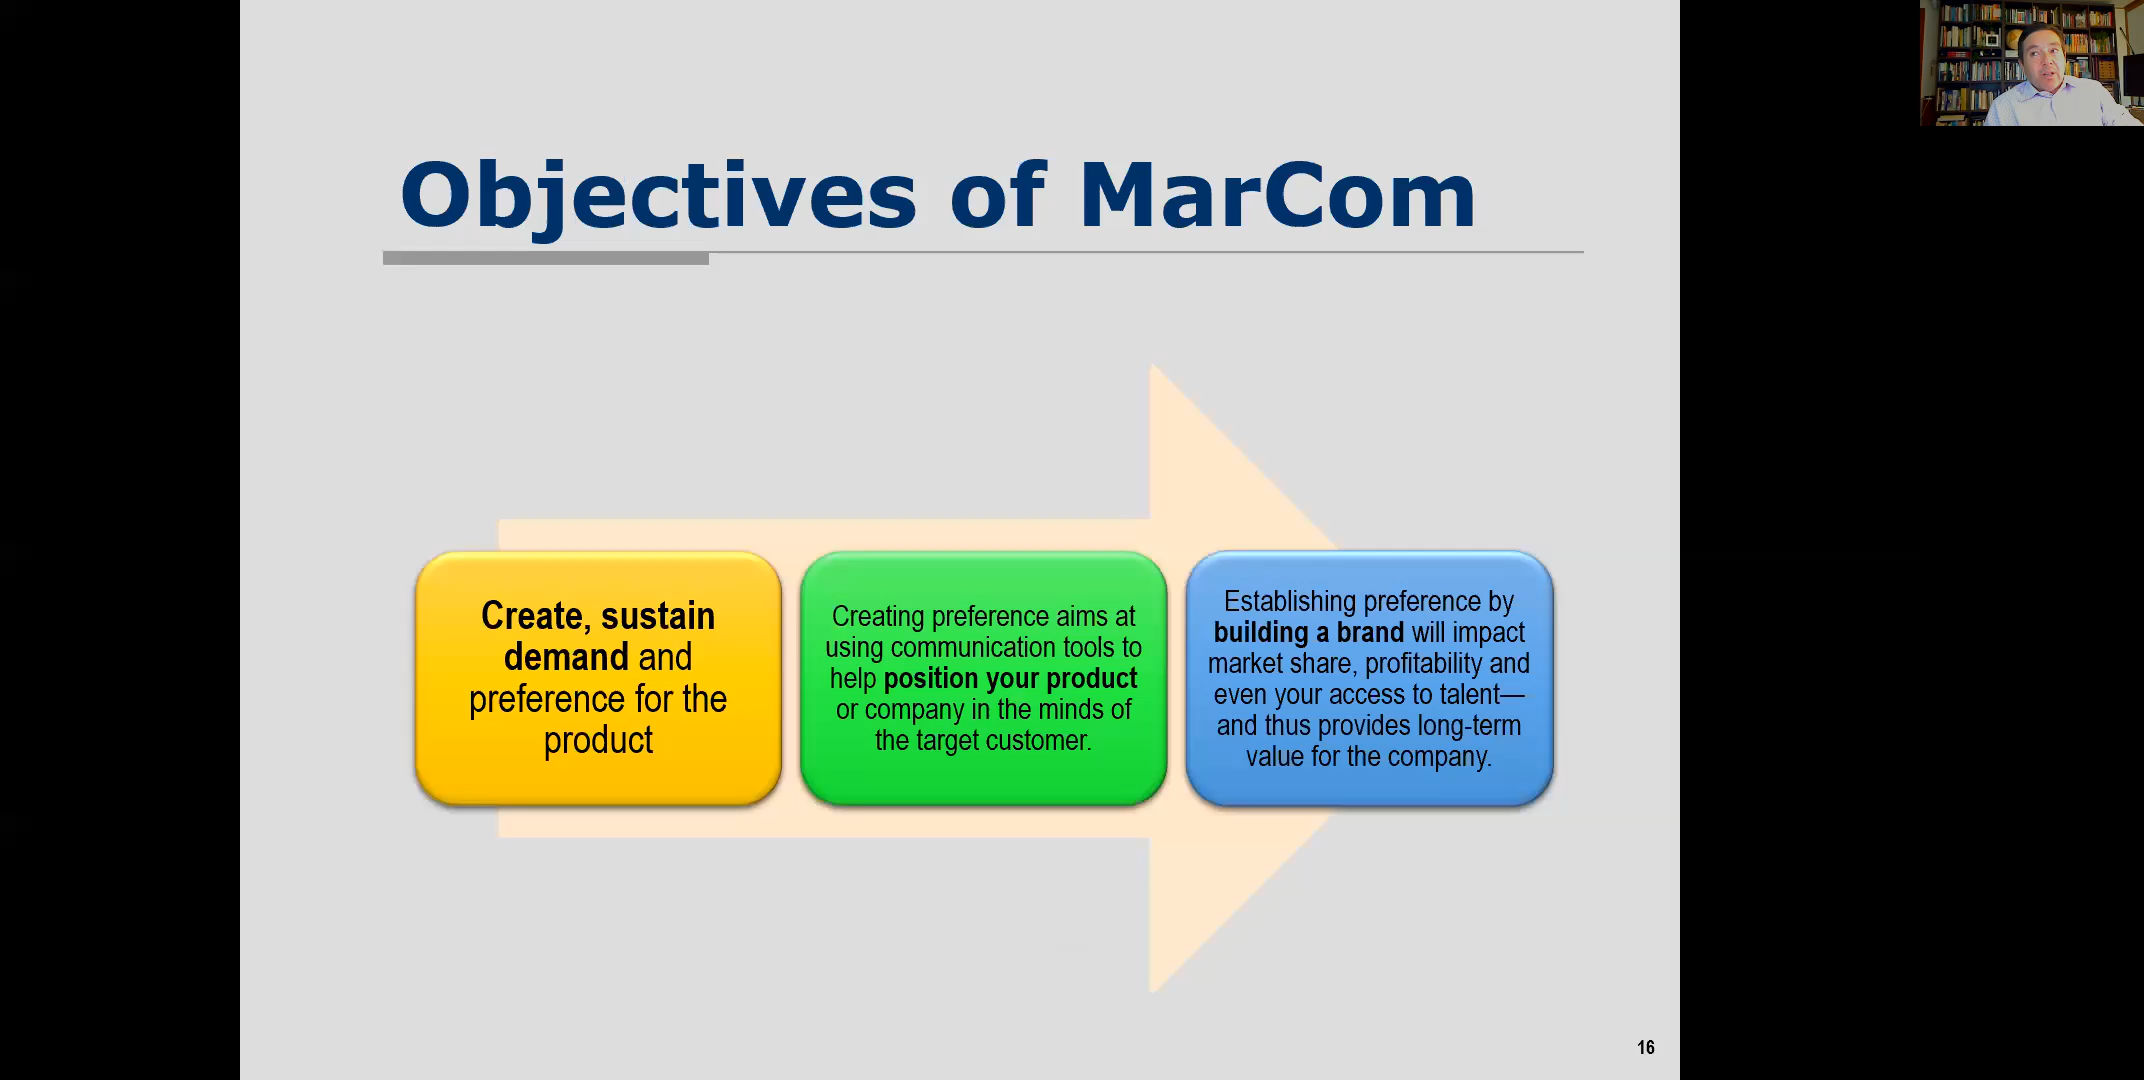 Objectives of MarCom
Create, sustain
demand and
preference for the
product
Creating preference aims at
using communication tools to
help position your product
or company in the minds of
the target customer.
Establishing preference by
building a brand will impact
market share, profitability and
even your access to talent—
and thus provides long-term
value for the company.
16